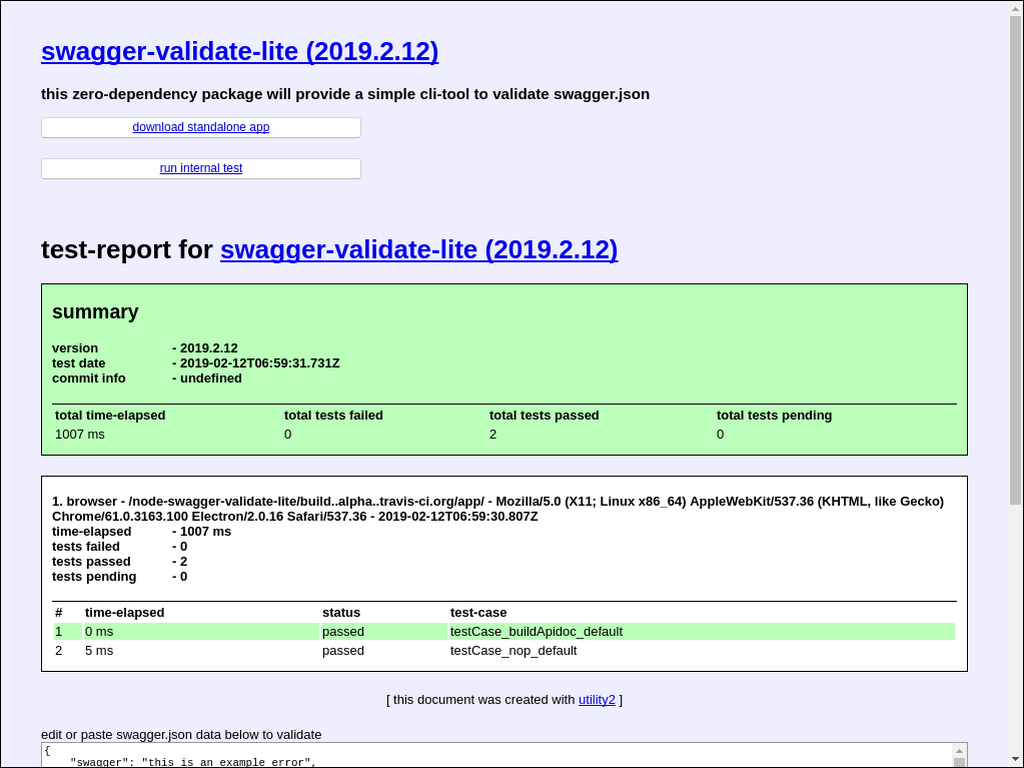 swagger-validate-lite (2019.2.12)
this zero-dependency package will provide a simple cli-tool to validate swagger.json
download standalone app
run internal test
test-report for swagger-validate-lite (2019.2.12)
summary
version - 2019.2.12
test date - 2019-02-12T06:59:31.731Z
commit info - undefined
total time-elapsed total tests failed total tests passed total tests pending
1007 ms 0 2 0
1. browser - /node-swagger-validate-lite/build..alpha..travis-ci.org/app/ - Mozilla/5.0 (X11; Linux x86_64) AppleWebKit/537.36 (KHTML, like Gecko)
Chrome/61.0.3163.100 Electron/2.0.16 Safari/537.36 - 2019-02-12T06:59:30.807Z
time-elapsed - 1007 ms
tests failed - 0
tests passed - 2
tests pending - 0
# time-elapsed status test-case
1 0 ms passed testCase_buildApidoc_default
2 5 ms passed testCase_nop_default
[ this document was created with utility2 ]
edit or paste swagger.json data below to validate
{
"swagger": "this is an example error",